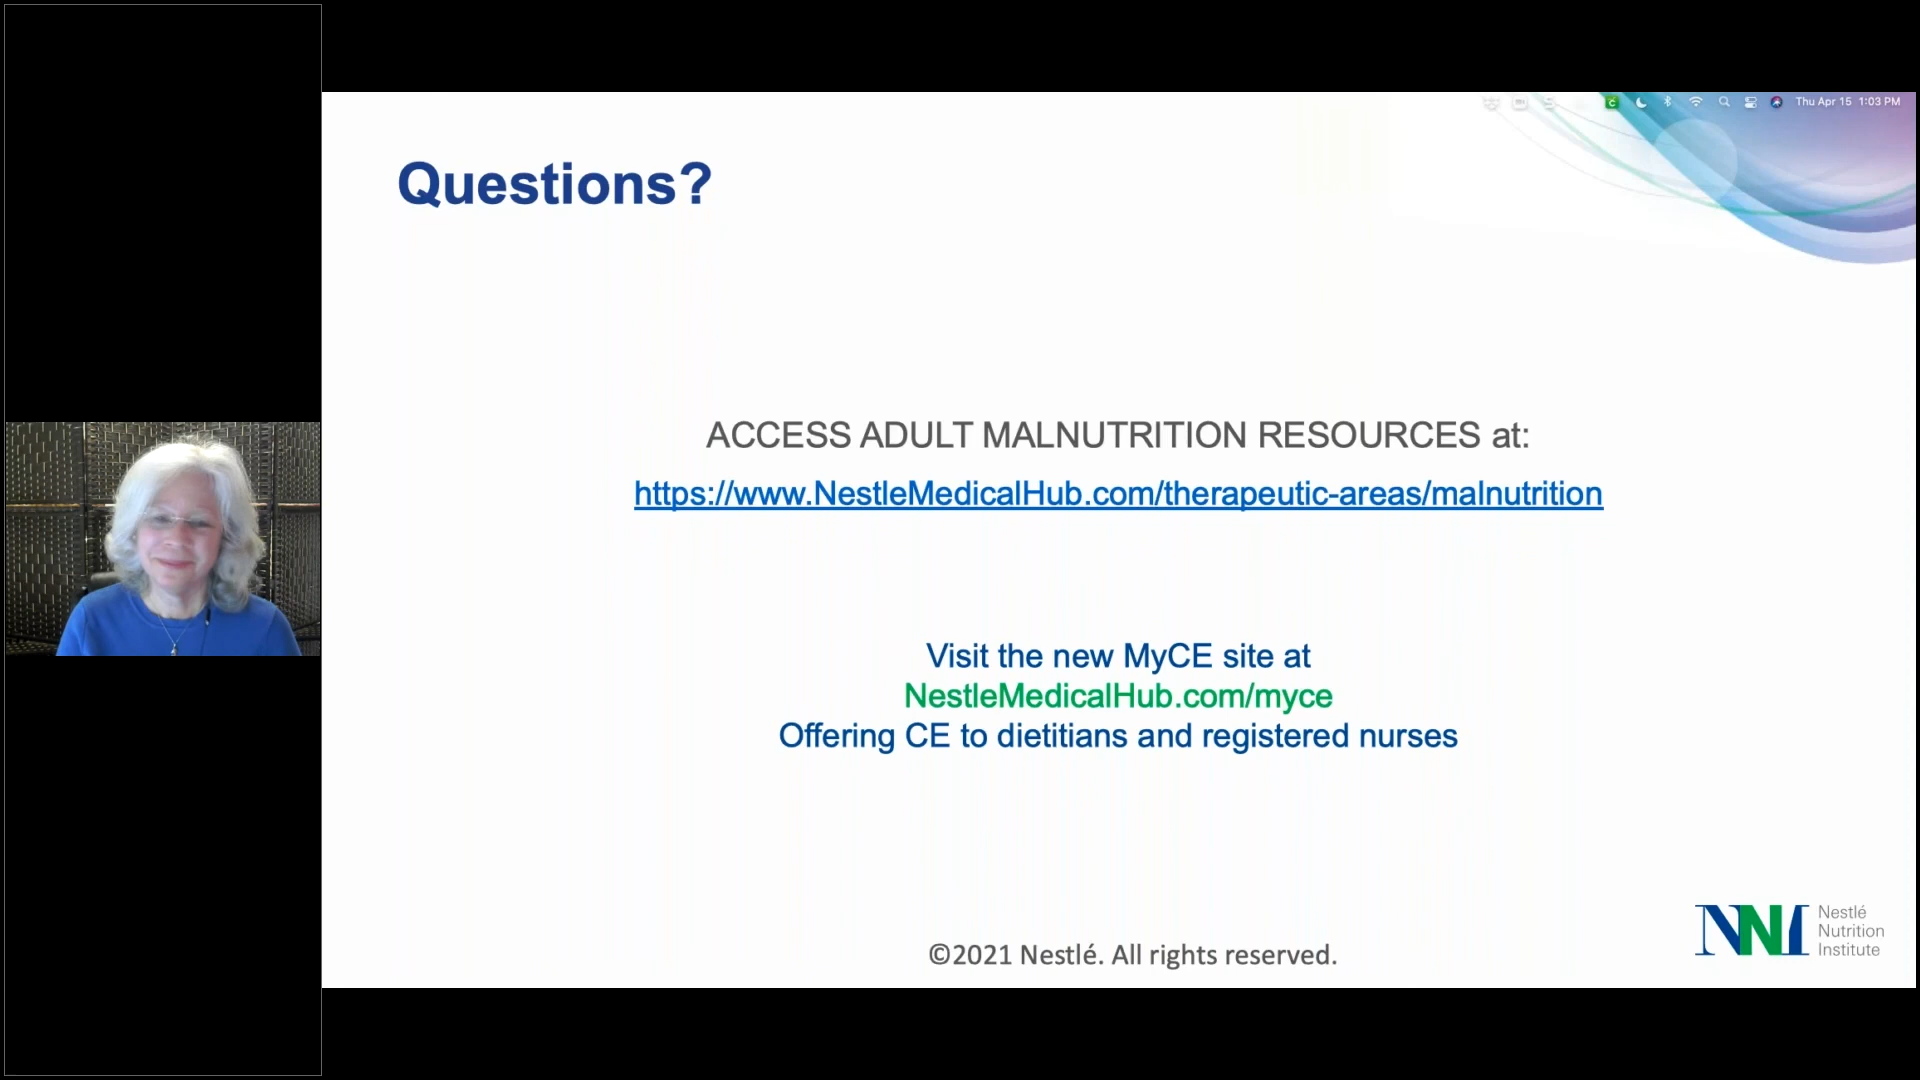 Thu Apr 15 1:03 PM
Questions?
ACCESS ADULT MALNUTRITION RESOURCES at:
https://www.NestleMedicalHub.com/therapeutic-areas/malnutrition
Visit the new MyCE site at
NestleMedicalHub.com/myce
Offering CE to dietitians and registered nurses
©2021 Nestlé. All rights reserved.
NNI
Nestlé
Nutrition
Institute